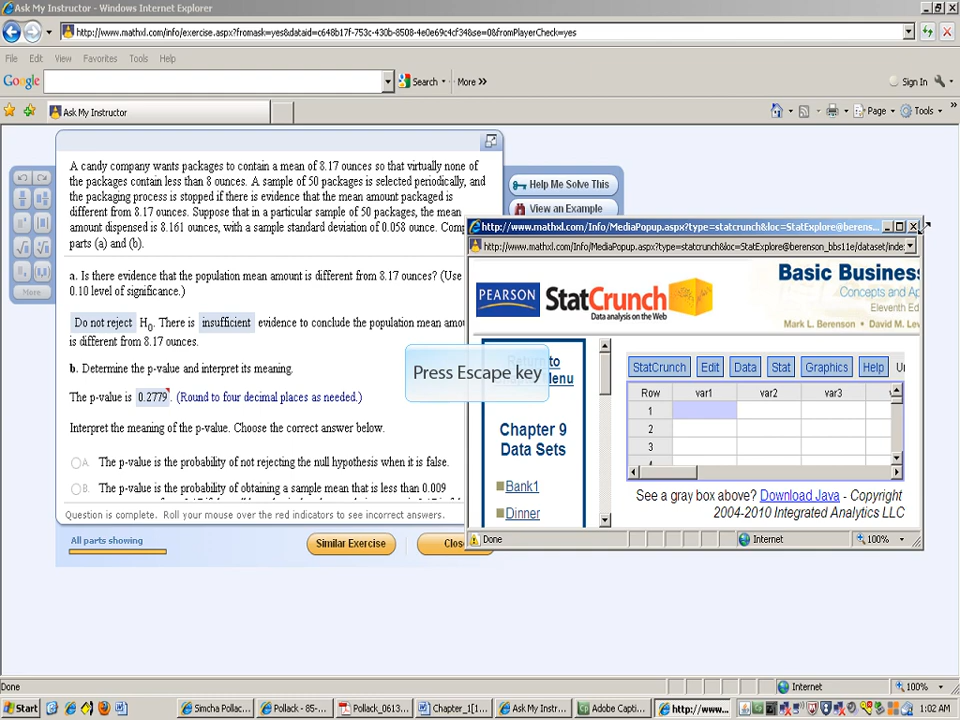 Ask My Instructor - Windows Internet Explorer
http://www.mathxl.com/info/exercise.aspx?fromask=yes&dataid=c648b17f-753c-430b-8508-4e0e69c4cf34&se=0&fromPlayerCheck=yes
File Edit View Favorites Tools Help
Google Search More » Sign In
Ask My Instructor Page Tools »
A candy company wants packages to contain a mean of 8.17 ounces so that virtually none of
the packages contain less than 8 ounces. A sample of 50 packages is selected periodically, and
the packaging process is stopped if there is evidence that the mean amount packaged is
different from 8.17 ounces. Suppose that in a particular sample of 50 packages, the mean
amount dispensed is 8.161 ounces, with a sample standard deviation of 0.058 ounce. Comp
parts (a) and (b).
a. Is there evidence that the population mean amount is different from 8.17 ounces? (Use
0.10 level of significance.)
Do not reject H0. There is insufficient evidence to conclude the population mean amou
is different from 8.17 ounces.
b. Determine the p-value and interpret its meaning.
The p-value is 0.2779. (Round to four decimal places as needed.)
Interpret the meaning of the p-value. Choose the correct answer below.
A. The p-value is the probability of not rejecting the null hypothesis when it is false.
B. The p-value is the probability of obtaining a sample mean that is less than 0.009
Question is complete. Roll your mouse over the red indicators to see incorrect answers.
All parts showing
Similar Exercise
Clos
More
Help Me Solve This
View an Example
http://www.mathxl.com/Info/MediaPopup.aspx?type=statcrunch&loc=StatExplore@berens...
http://www.mathxl.com/Info/MediaPopup.aspx?type=statcrunch&loc=StatExplore@berenson_bbs11e/dataset/inde
PEARSON StatCrunch
Data analysis on the Web
Basic Business
Concepts and Ap
Eleventh Ed
Mark L. Berenson • David M. Lev
Return to
Menu
Press Escape key
Chapter 9
Data Sets
Bank1
Dinner
StatCrunch Edit Data Stat Graphics Help Un
Row var1 var2 var3
1
2
3
4
See a gray box above? Download Java - Copyright
2004-2010 Integrated Analytics LLC
Done Internet 100%
Done Internet 100%
Start Simcha Pollac... Pollack - 85-... Pollack_0613... Chapter_1[1... Ask My Instr... Adobe Capti... http://www.... 1:02 AM